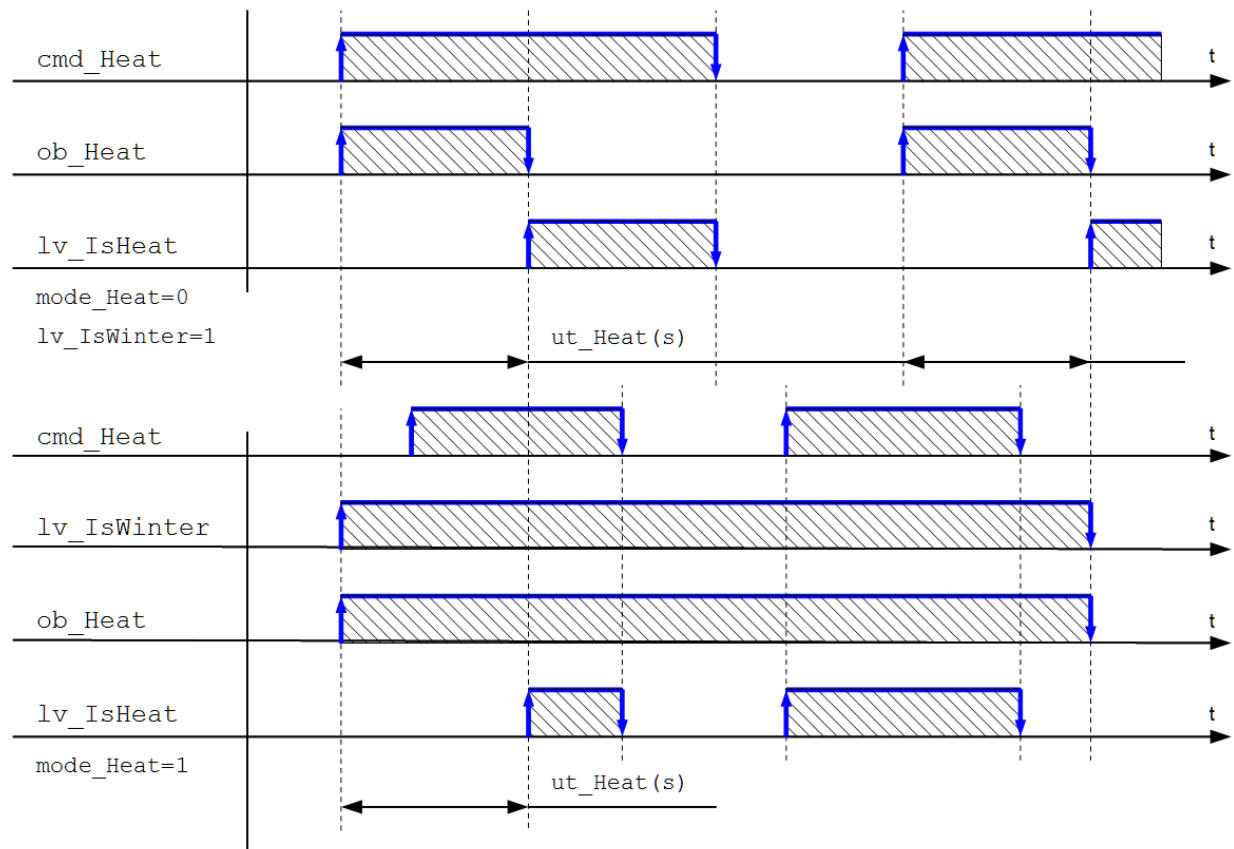 cmd_Heat
t
ob_Heat
t
lv_IsHeat
t
mode_Heat=0
lv_IsWinter=1
ut_Heat(s)
cmd_Heat
t
lv_IsWinter
t
ob_Heat
t
lv_IsHeat
t
mode_Heat=1
ut_Heat(s)